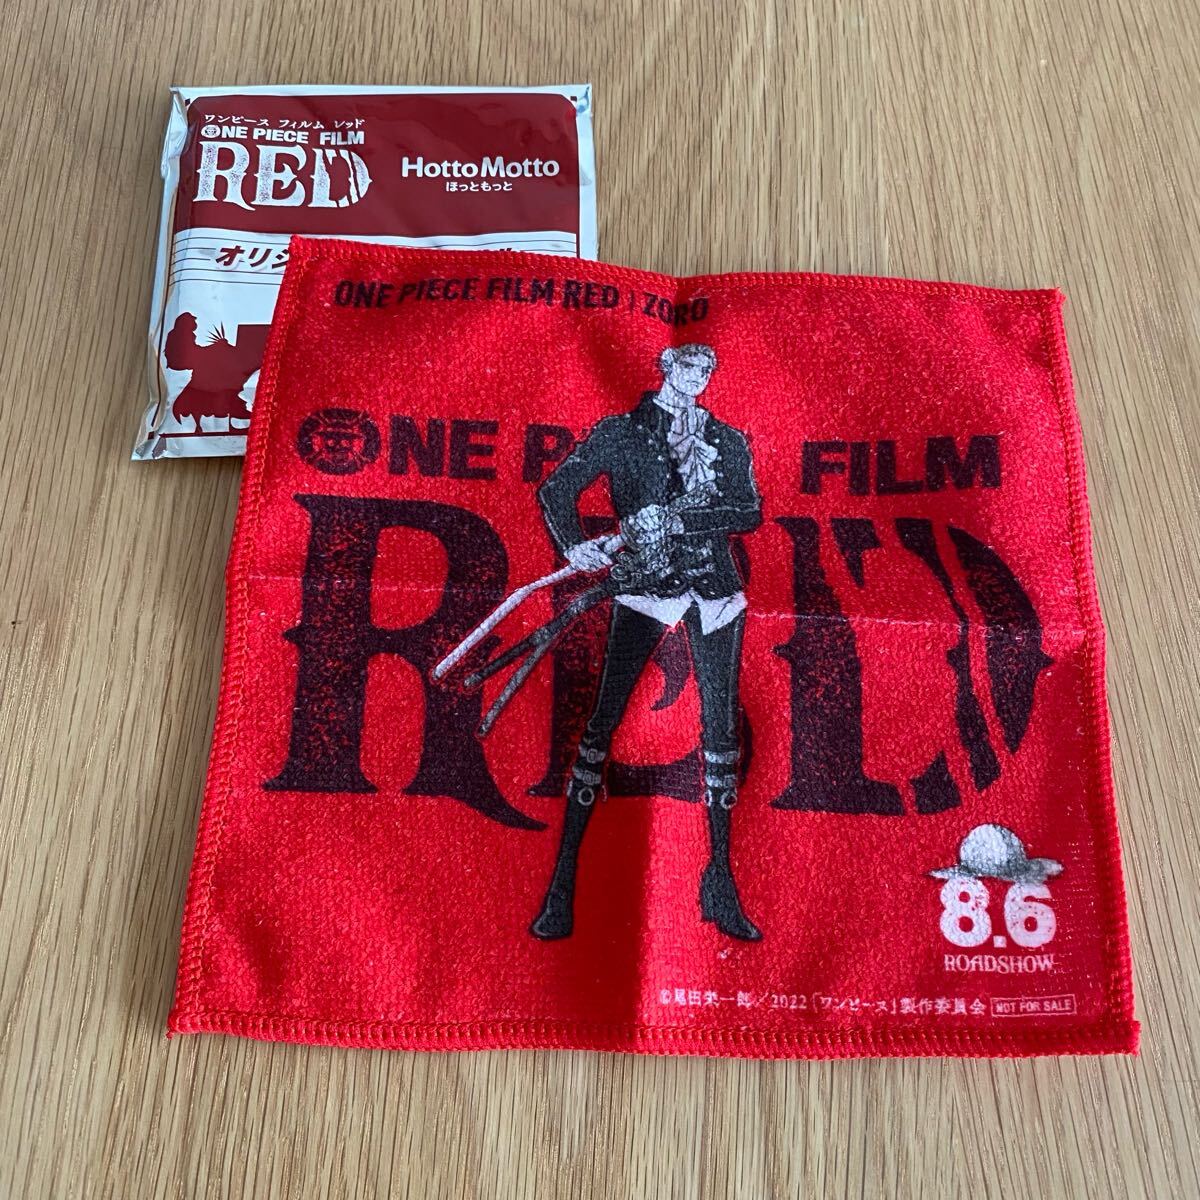 ワンピース フィルム レッド
ONE PIECE FILM
RED
HottoMotto
ほっともっと
オリジ
ONE PIECE FILM RED | ZORO
ONE P FILM
RED
8.6
ROADSHOW
©尾田栄一郎／2022「ワンピース」製作委員会 NOT FOR SALE